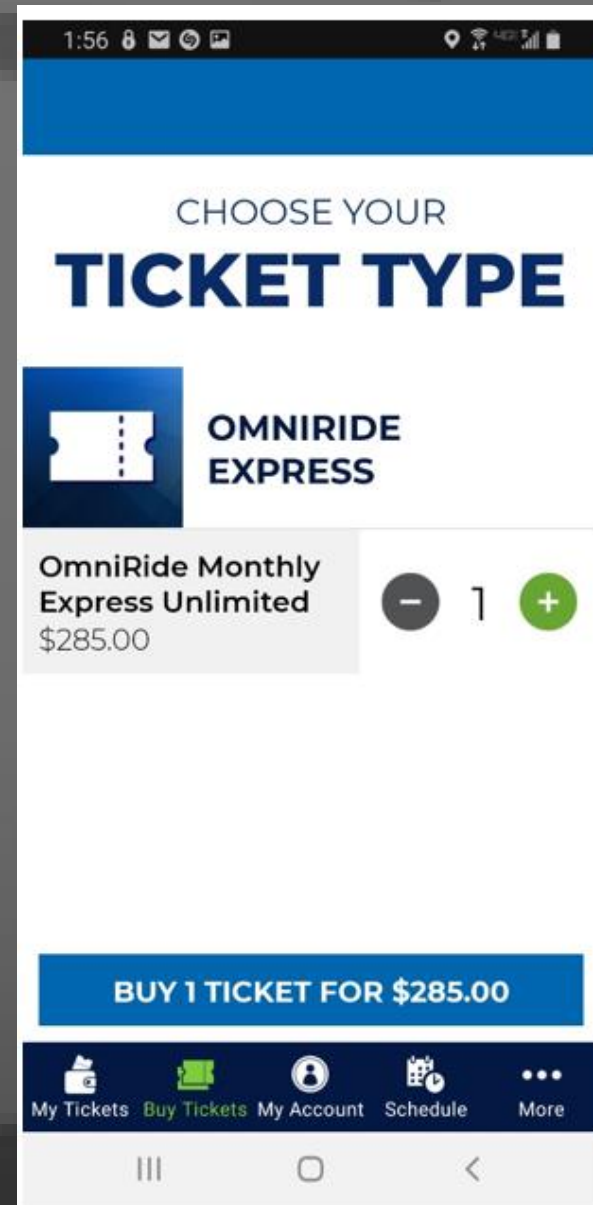 1:56
CHOOSE YOUR
TICKET TYPE
OMNIRIDE
EXPRESS
OmniRide Monthly
Express Unlimited
$285.00
1
BUY 1 TICKET FOR $285.00
My Tickets Buy Tickets My Account Schedule More